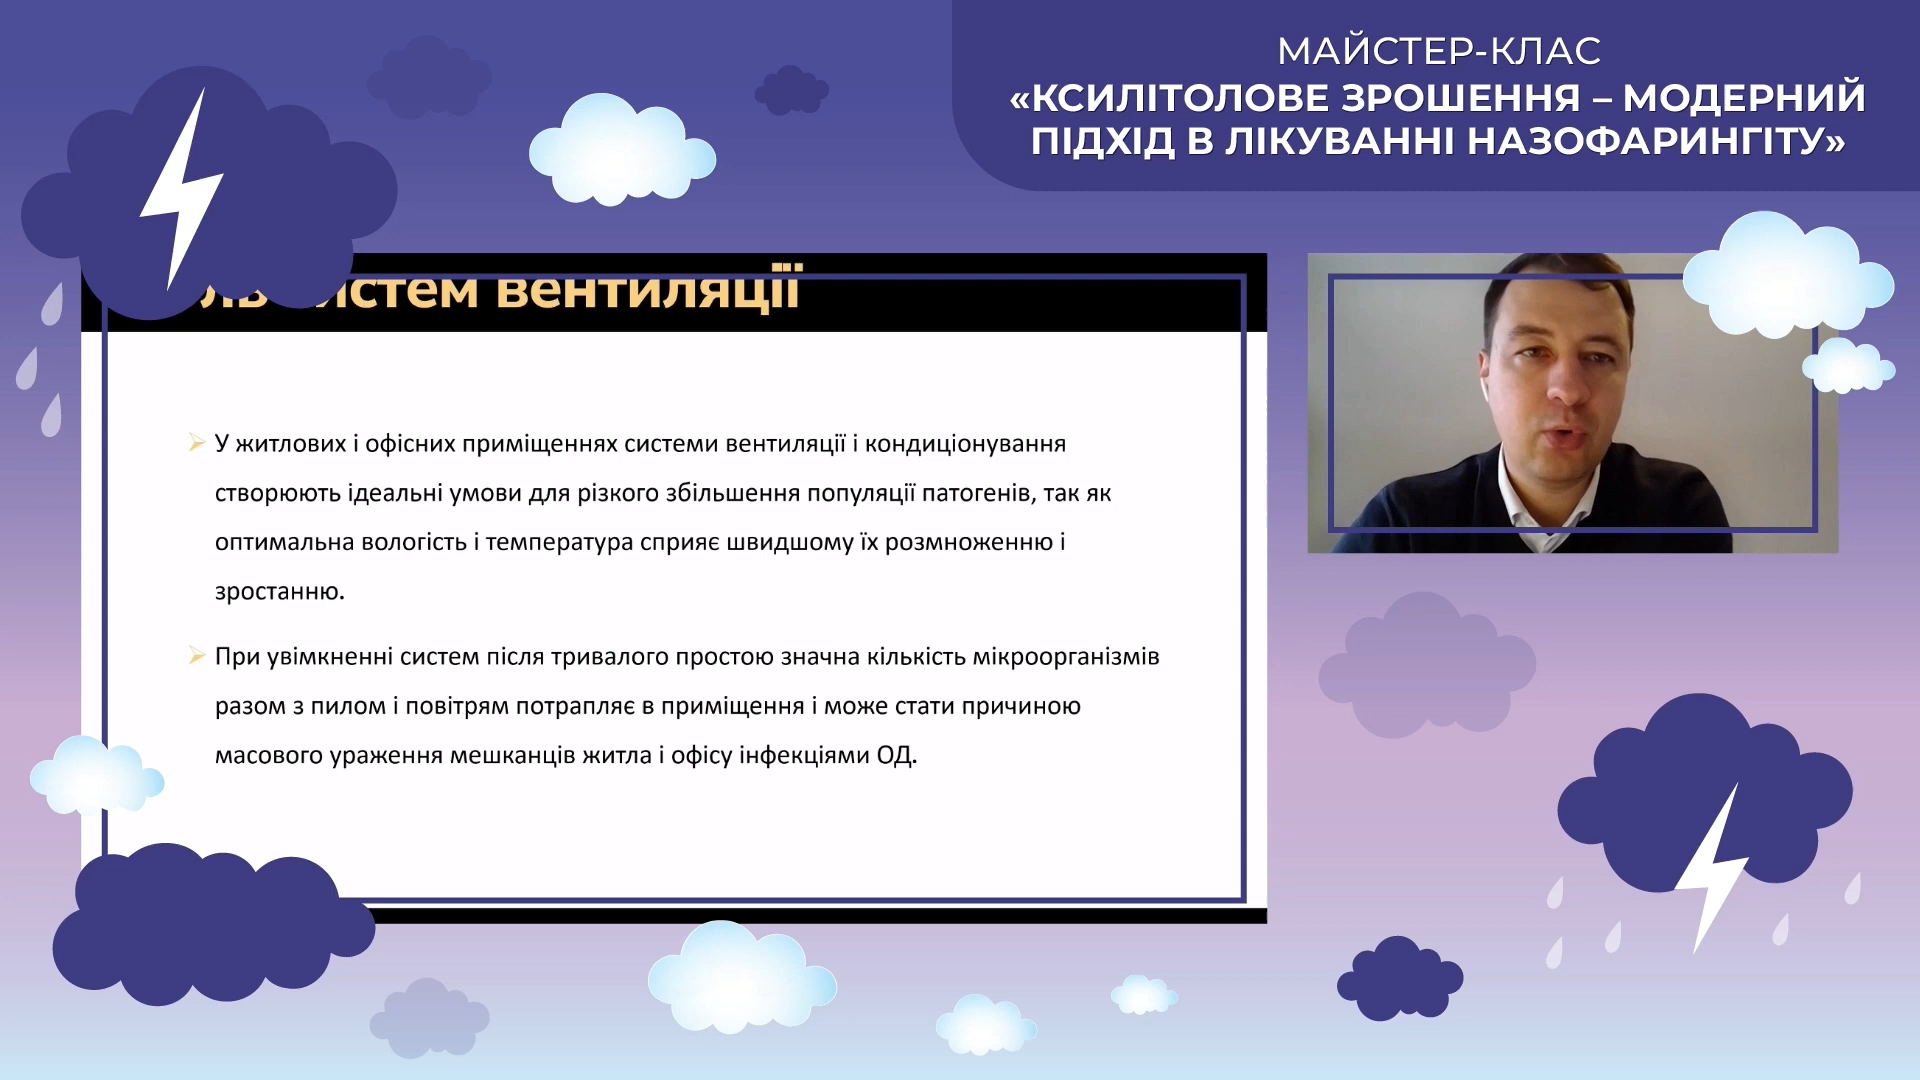 МАЙСТЕР-КЛАС
«КСИЛІТОЛОВЕ ЗРОШЕННЯ – МОДЕРНИЙ
ПІДХІД В ЛІКУВАННІ НАЗОФАРИНГІТУ»
вентиляції
У житлових і офісних приміщеннях системи вентиляції і кондиціонування
створюють ідеальні умови для різкого збільшення популяції патогенів, так як
оптимальна вологість і температура сприяє швидшому їх розмноженню і
зростанню.
При увімкненні систем після тривалого простою значна кількість мікроорганізмів
разом з пилом і повітрям потрапляє в приміщення і може стати причиною
масового ураження мешканців житла і офісу інфекціями ОД.